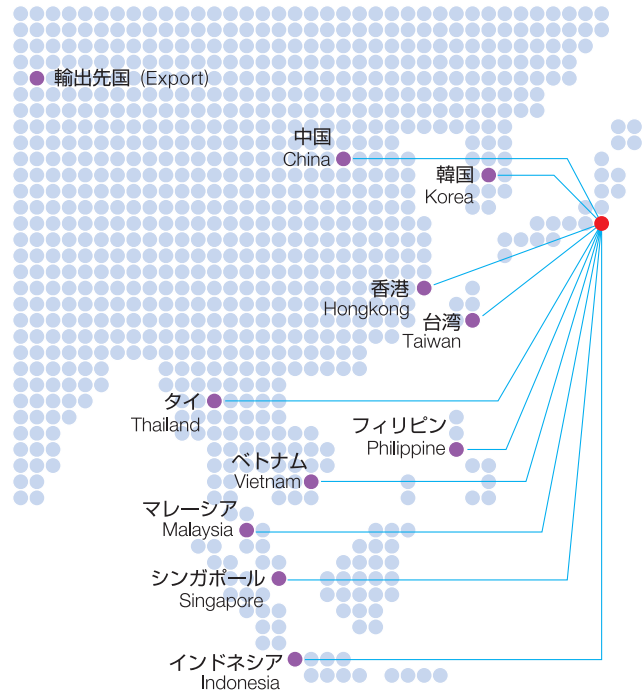 輸出先国 (Export)
中国
China
韓国
Korea
香港
Hongkong
台湾
Taiwan
タイ
Thailand
フィリピン
Philippine
ベトナム
Vietnam
マレーシア
Malaysia
シンガポール
Singapore
インドネシア
Indonesia